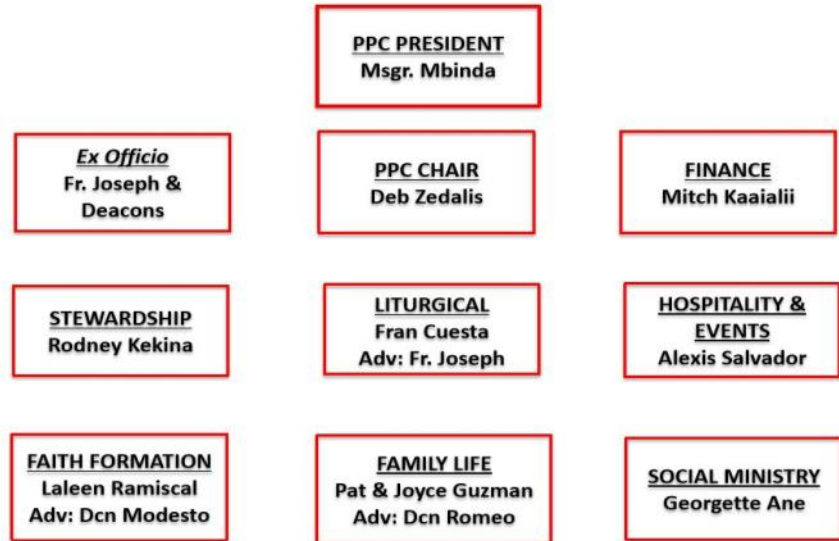 PPC PRESIDENT
Msgr. Mbinda
Ex Officio
Fr. Joseph &
Deacons
PPC CHAIR
Deb Zedalis
FINANCE
Mitch Kaaialii
STEWARDSHIP
Rodney Kekina
LITURGICAL
Fran Cuesta
Adv: Fr. Joseph
HOSPITALITY &
EVENTS
Alexis Salvador
FAITH FORMATION
Laleen Ramiscal
Adv: Dcn Modesto
FAMILY LIFE
Pat & Joyce Guzman
Adv: Dcn Romeo
SOCIAL MINISTRY
Georgette Ane